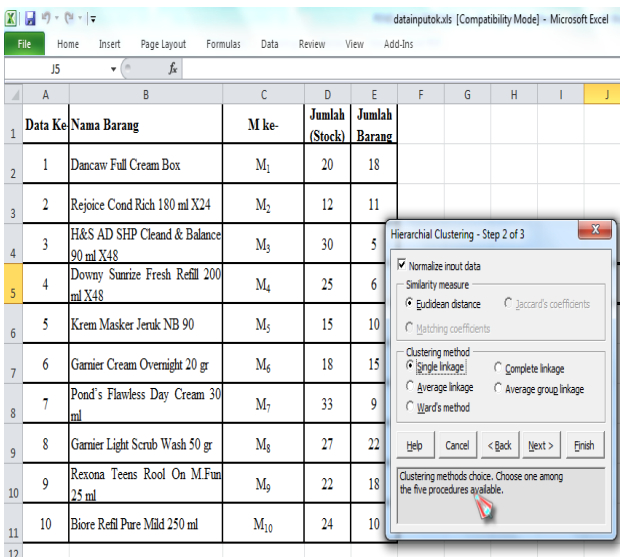 datainputok.xls [Compatibility Mode] - Microsoft Excel
File Home Insert Page Layout Formulas Data Review View Add-Ins
J5 fx
A B C D E F G H I J
1 Data Ke- Nama Barang M ke- Jumlah (Stock) Jumlah Barang
2 1 Dancaw Full Cream Box M1 20 18
3 2 Rejoice Cond Rich 180 ml X24 M2 12 11
4 3 H&S AD SHP Cleand & Balance
90 ml X48 M3 30 5
5 4 Downy Sunrize Fresh Refill 200
ml X48 M4 25 6
6 5 Krem Masker Jeruk NB 90 M5 15 10
7 6 Garnier Cream Overnight 20 gr M6 18 15
8 7 Pond's Flawless Day Cream 30
ml M7 33 9
9 8 Garnier Light Scrub Wash 50 gr M8 27 22
10 9 Rexona Teens Rool On M.Fun
25 ml M9 22 18
11 10 Biore Refil Pure Mild 250 ml M10 24 10
12
Hierarchial Clustering - Step 2 of 3
Normalize input data
Similarity measure
Euclidean distance Jaccard's coefficients
Matching coefficients
Clustering method
Single linkage Complete linkage
Average linkage Average group linkage
Ward's method
Help Cancel < Back Next > Finish
Clustering methods choice. Choose one among
the five procedures available.